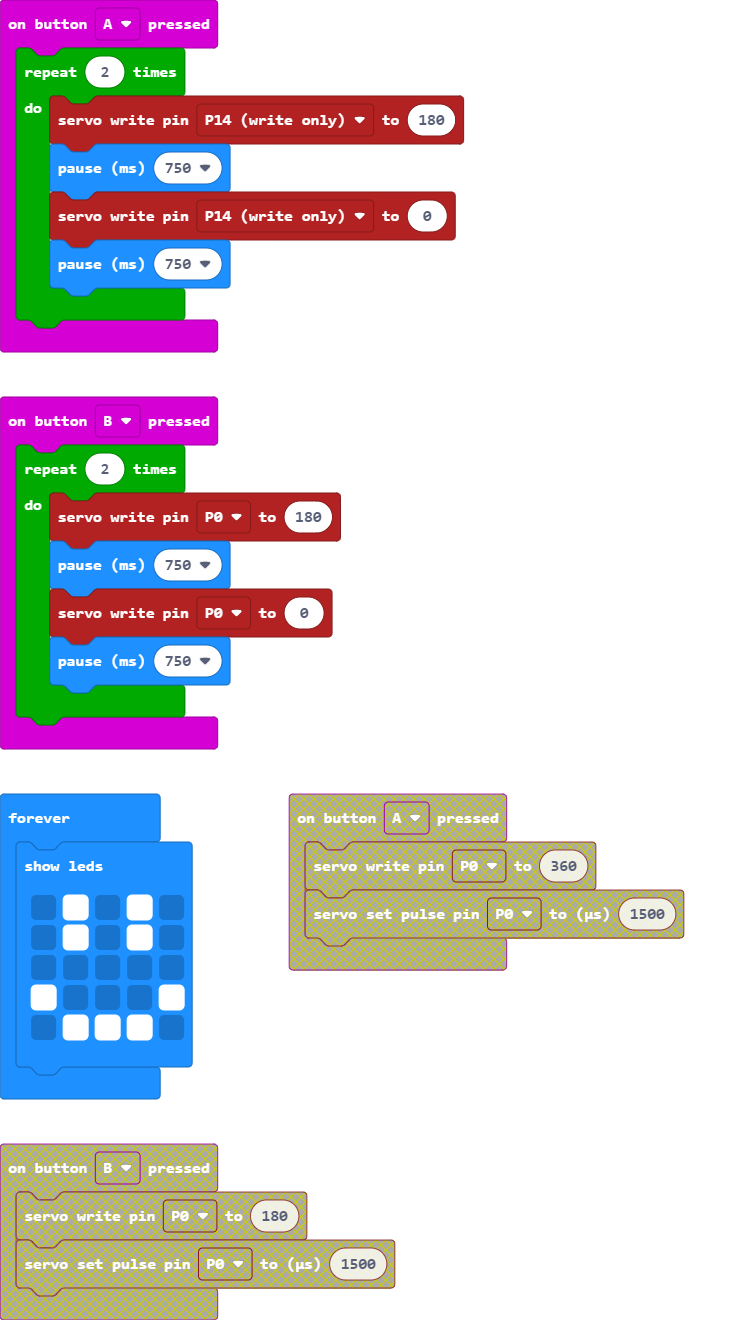 on button A pressed
repeat 2 times
do
servo write pin P14 (write only) to 180
pause (ms) 750
servo write pin P14 (write only) to 0
pause (ms) 750
on button B pressed
repeat 2 times
do
servo write pin P0 to 180
pause (ms) 750
servo write pin P0 to 0
pause (ms) 750
forever
show leds
on button A pressed
servo write pin P0 to 360
servo set pulse pin P0 to (µs) 1500
on button B pressed
servo write pin P0 to 180
servo set pulse pin P0 to (µs) 1500